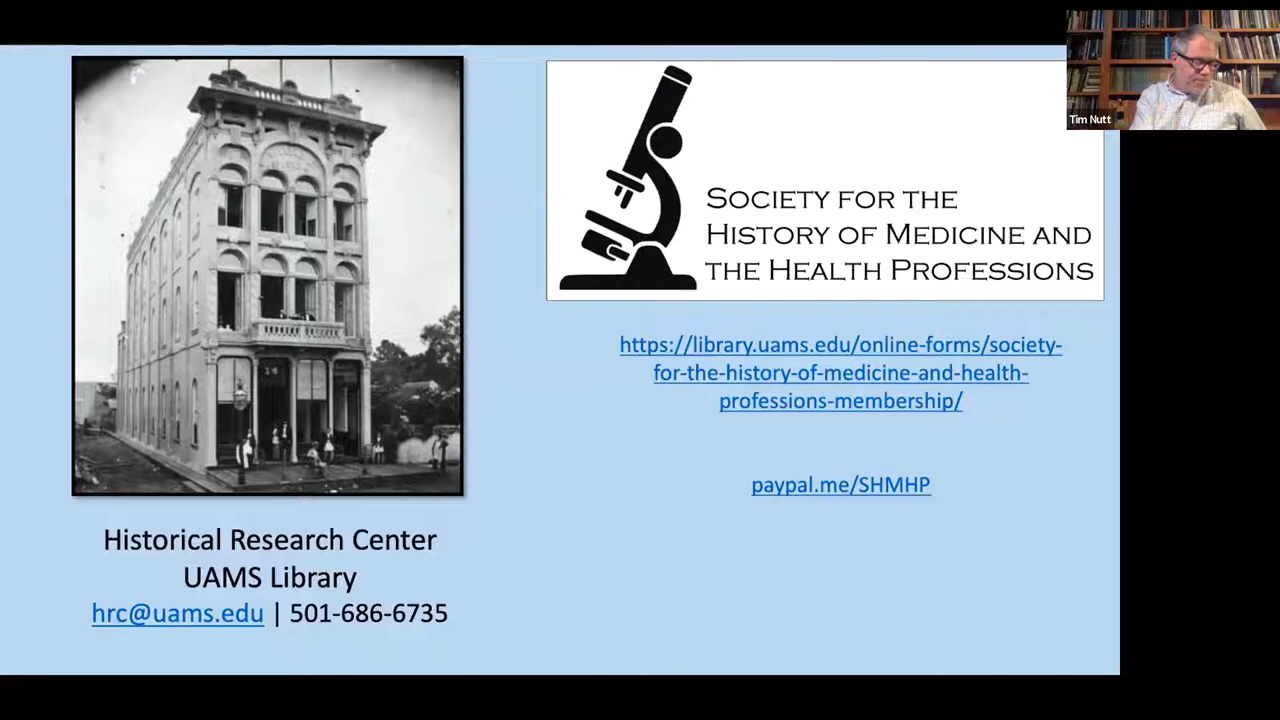 Tim Nutt
SOCIETY FOR THE
HISTORY OF MEDICINE AND
THE HEALTH PROFESSIONS
https://library.uams.edu/online-forms/society-
for-the-history-of-medicine-and-health-
professions-membership/
paypal.me/SHMHP
14
Historical Research Center
UAMS Library
hrc@uams.edu | 501-686-6735